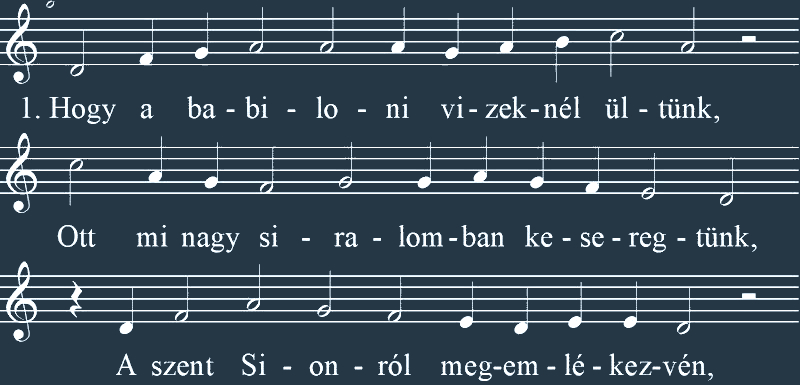 1. Hogy a ba - bi - lo - ni vi - zek - nél ül - tünk,
Ott mi nagy si - ra - lom - ban ke - se - reg - tünk,
A szent Si - on - ról meg - em - lé - kez - vén,